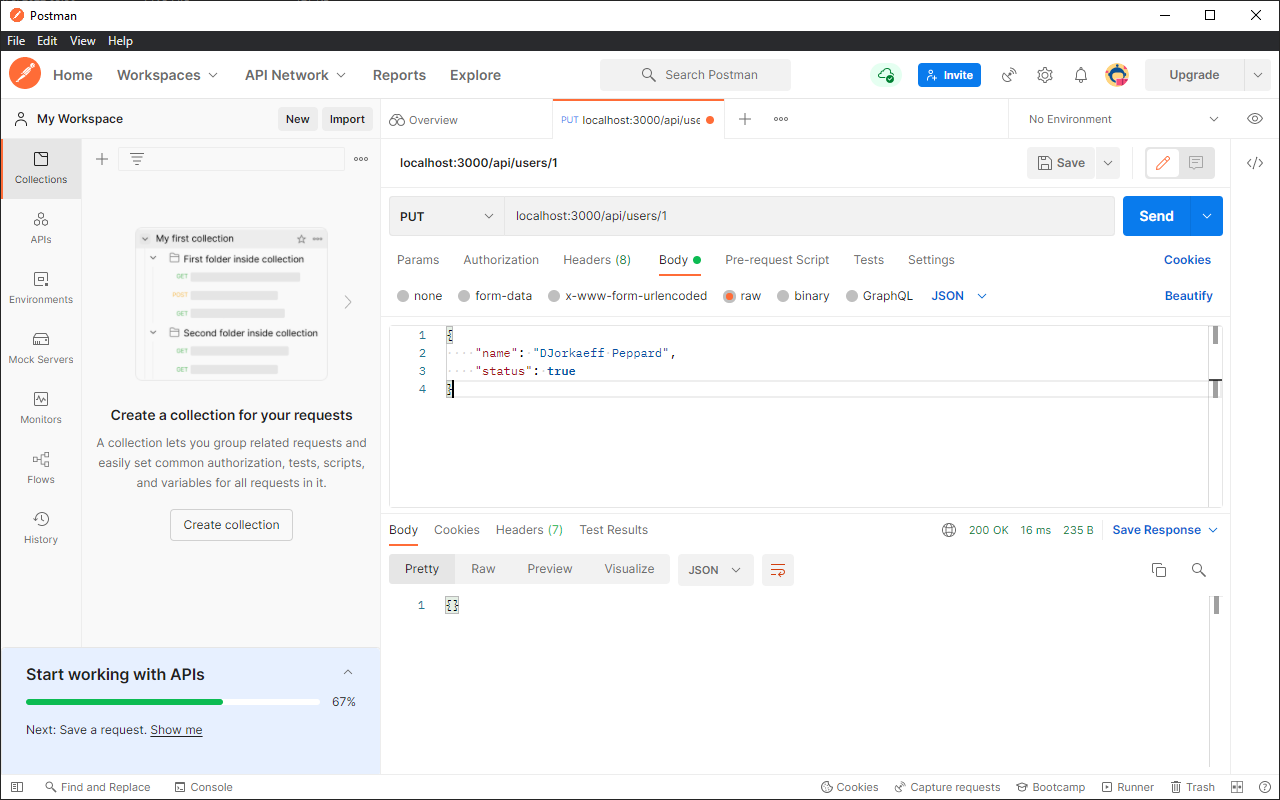 Postman
File Edit View Help
Home Workspaces API Network Reports Explore Search Postman Invite Upgrade
My Workspace New Import
Overview PUT localhost:3000/api/use No Environment
Collections
APIs
Environments
Mock Servers
Monitors
Flows
History
My first collection
First folder inside collection
GET
POST
GET
Second folder inside collection
GET
GET
Create a collection for your requests
A collection lets you group related requests and
easily set common authorization, tests, scripts,
and variables for all requests in it.
Create collection
Start working with APIs
67%
Next: Save a request. Show me
localhost:3000/api/users/1 Save
PUT localhost:3000/api/users/1 Send
Params Authorization Headers (8) Body Pre-request Script Tests Settings Cookies
none form-data x-www-form-urlencoded raw binary GraphQL JSON Beautify
1 {
2 ····"name":·"DJorkaeff·Peppard",
3 ····"status":·true
4 }
Body Cookies Headers (7) Test Results 200 OK 16 ms 235 B Save Response
Pretty Raw Preview Visualize JSON
1 {}
Find and Replace Console Cookies Capture requests Bootcamp Runner Trash